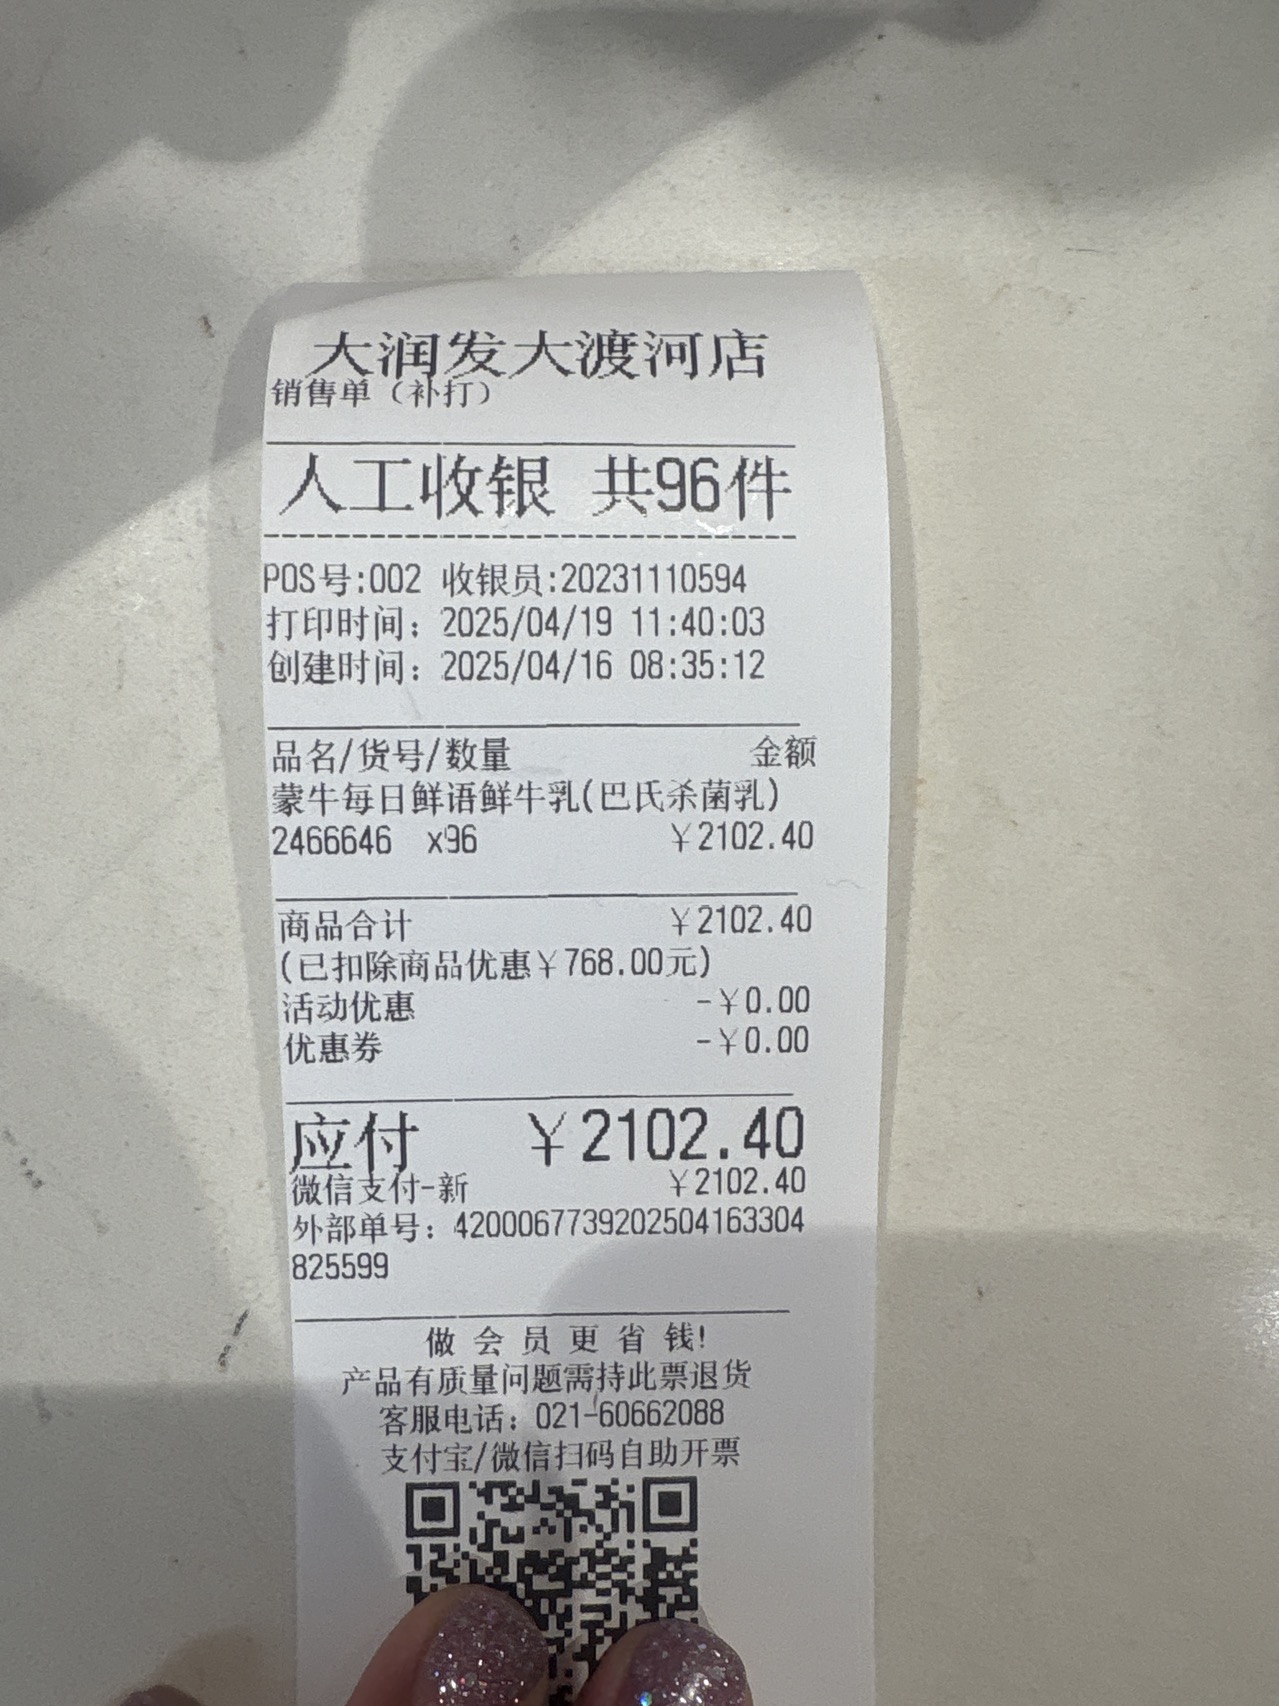 大润发大渡河店
销售单（补打）
人工收银 共96件
POS号:002 收银员:20231110594
打印时间：2025/04/19 11:40:03
创建时间：2025/04/16 08:35:12
品名/货号/数量 金额
蒙牛每日鲜语鲜牛乳(巴氏杀菌乳)
2466646 x96 ￥2102.40
商品合计 ￥2102.40
(已扣除商品优惠￥768.00元)
活动优惠 -￥0.00
优惠券 -￥0.00
应付 ￥2102.40
微信支付-新 ￥2102.40
外部单号：4200067739202504163304
825599
做 会 员 更 省 钱!
产品有质量问题需持此票退货
客服电话：021-60662088
支付宝/微信扫码自助开票